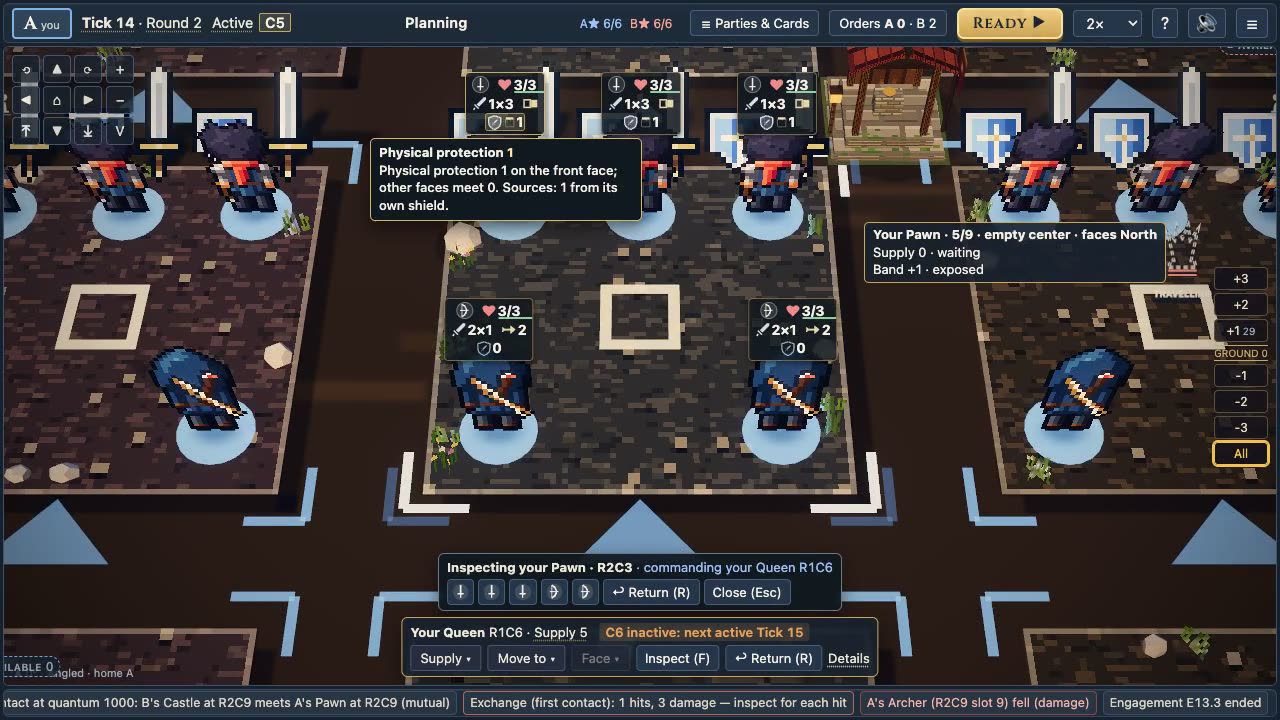 A you
Tick 14 · Round 2 Active C5
Planning
A★ 6/6 B★ 6/6
≡ Parties & Cards
Orders A 0 · B 2
READY ▶
2×
?
≡
3/3
1×3
1
3/3
1×3
1
3/3
1×3
1
Physical protection 1
Physical protection 1 on the front face;
other faces meet 0. Sources: 1 from its
own shield.
Your Pawn · 5/9 · empty center · faces North
Supply 0 · waiting
Band +1 · exposed
+3
+2
+1 29
GROUND 0
-1
-2
-3
All
V
3/3
2×1 →2
0
3/3
2×1 →2
0
Inspecting your Pawn · R2C3 · commanding your Queen R1C6
↩ Return (R)
Close (Esc)
Your Queen R1C6 · Supply 5 C6 inactive: next active Tick 15
Supply ▾
Move to ▾
Face ▾
Inspect (F)
↩ Return (R)
Details
ILABLE 0
ngled · home A
ntact at quantum 1000: B's Castle at R2C9 meets A's Pawn at R2C9 (mutual)
Exchange (first contact): 1 hits, 3 damage — inspect for each hit
A's Archer (R2C9 slot 9) fell (damage)
Engagement E13.3 ended